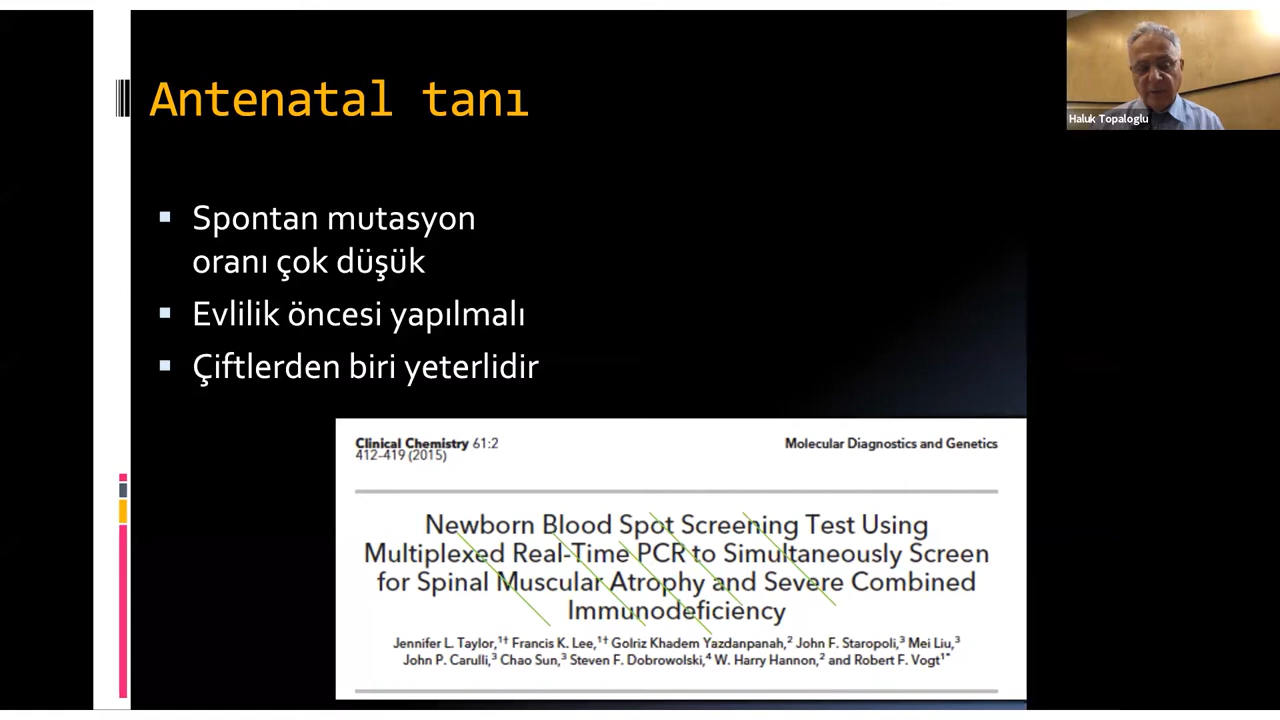 Antenatal tanı
Haluk Topaloglu
▪ Spontan mutasyon
oranı çok düşük
▪ Evlilik öncesi yapılmalı
▪ Çiftlerden biri yeterlidir
Clinical Chemistry 61:2
412–419 (2015)
Molecular Diagnostics and Genetics
Newborn Blood Spot Screening Test Using
Multiplexed Real-Time PCR to Simultaneously Screen
for Spinal Muscular Atrophy and Severe Combined
Immunodeficiency
Jennifer L. Taylor,¹† Francis K. Lee,¹† Golriz Khadem Yazdanpanah,² John F. Staropoli,³ Mei Liu,³
John P. Carulli,³ Chao Sun,³ Steven F. Dobrowolski,⁴ W. Harry Hannon,² and Robert F. Vogt¹*